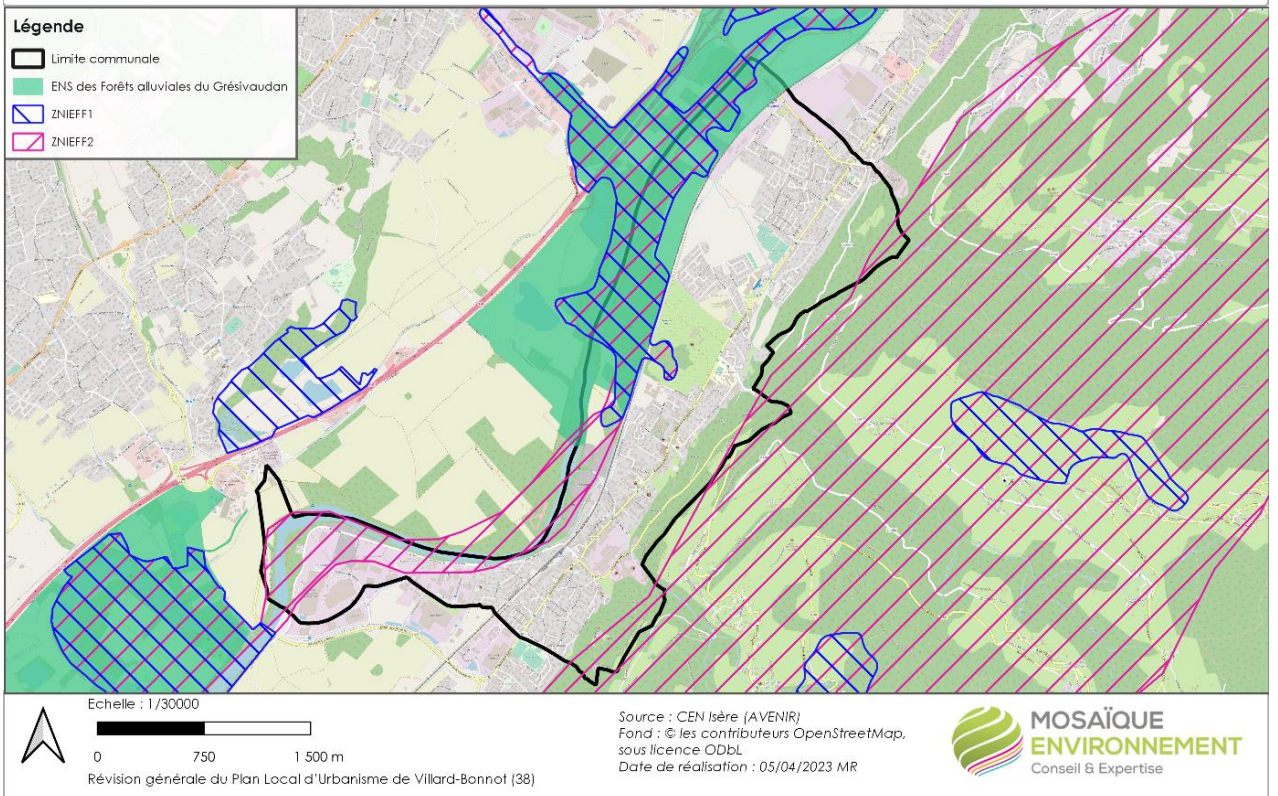 Légende
Limite communale
ENS des Forêts alluviales du Grésivaudan
ZNIEFF1
ZNIEFF2
Echelle : 1/30000
0 750 1 500 m
Révision générale du Plan Local d'Urbanisme de Villard-Bonnot (38)
Source : CEN Isère (AVENIR)
Fond : © les contributeurs OpenStreetMap,
sous licence ODbL
Date de réalisation : 05/04/2023 MR
MOSAÏQUE
ENVIRONNEMENT
Conseil & Expertise